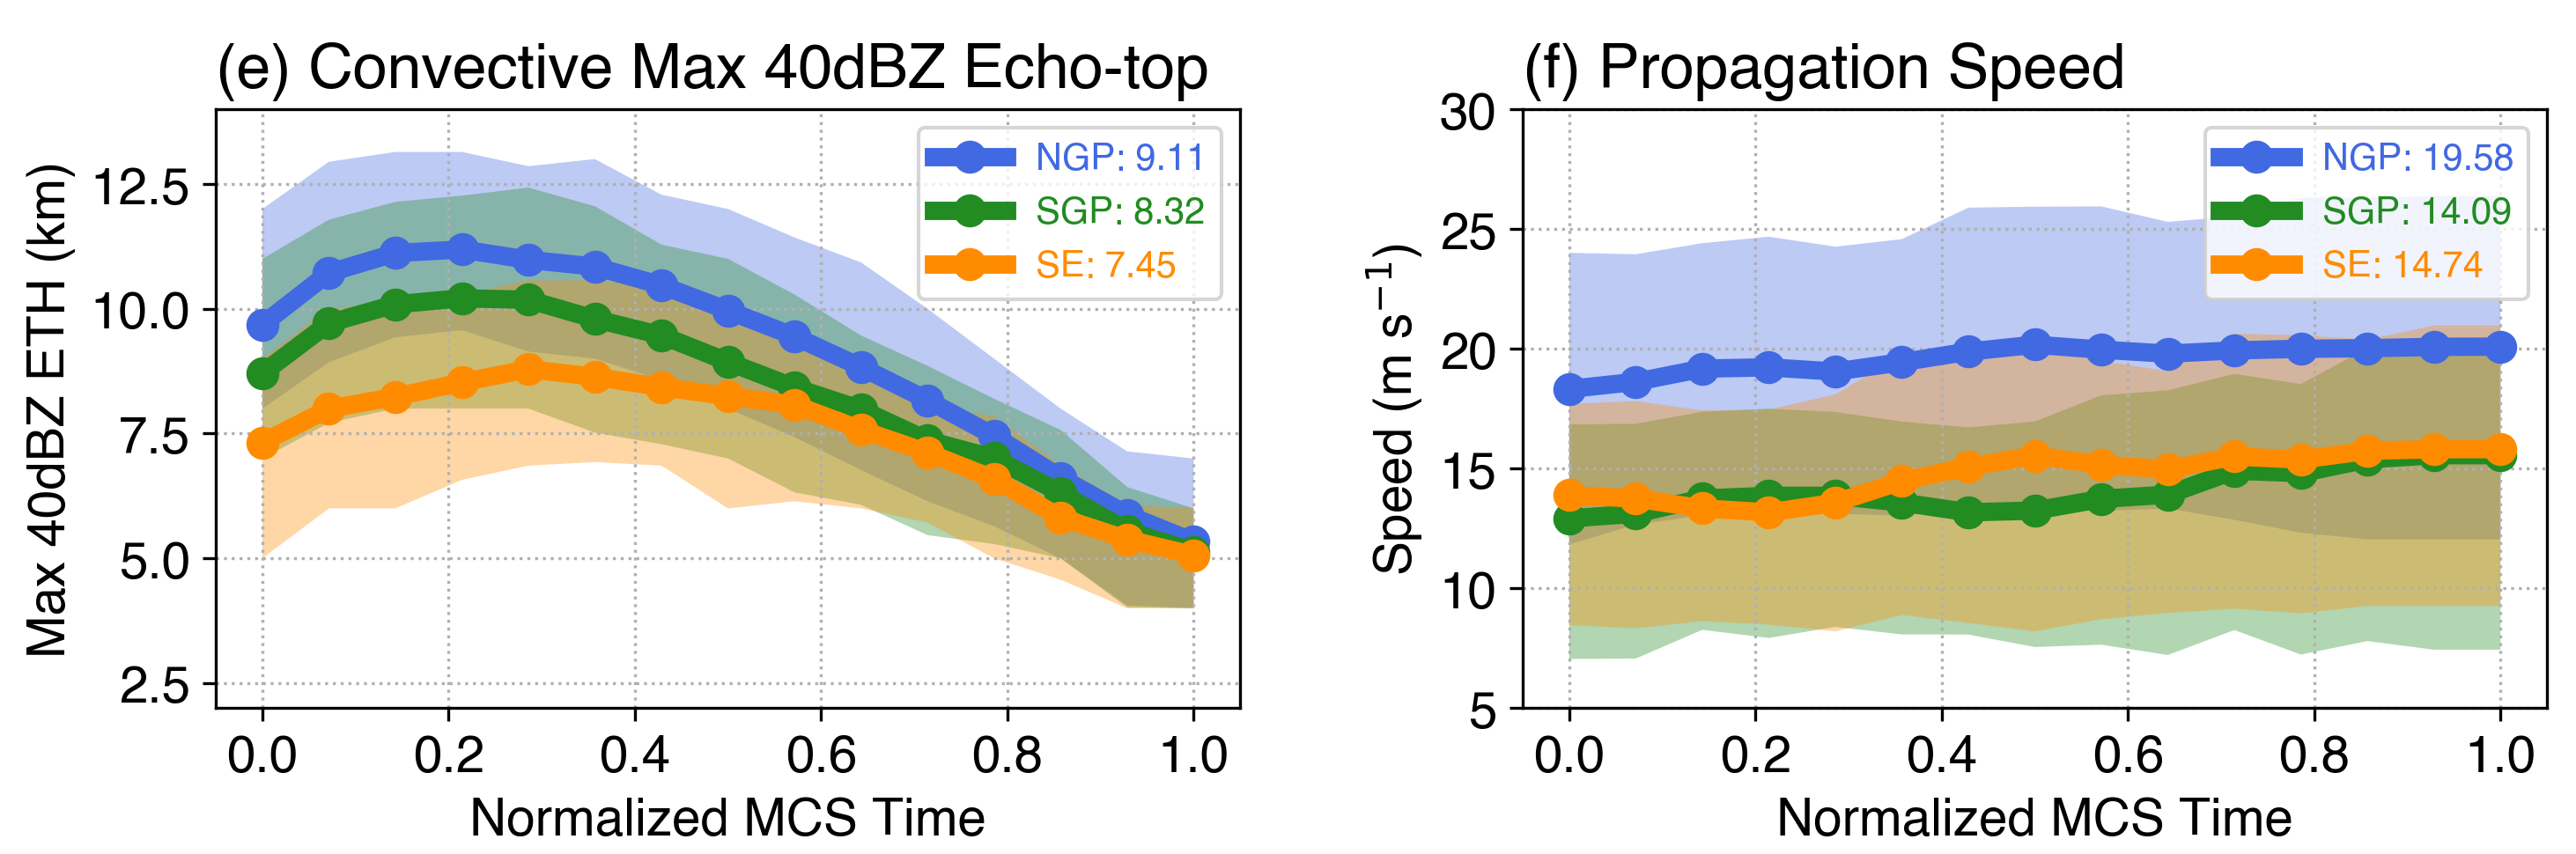 (e) Convective Max 40dBZ Echo-top
Max 40dBZ ETH (km)
12.5
10.0
7.5
5.0
2.5
NGP: 9.11
SGP: 8.32
SE: 7.45
0.0 0.2 0.4 0.6 0.8 1.0
Normalized MCS Time
(f) Propagation Speed
Speed (m s⁻¹)
30
25
20
15
10
5
NGP: 19.58
SGP: 14.09
SE: 14.74
0.0 0.2 0.4 0.6 0.8 1.0
Normalized MCS Time